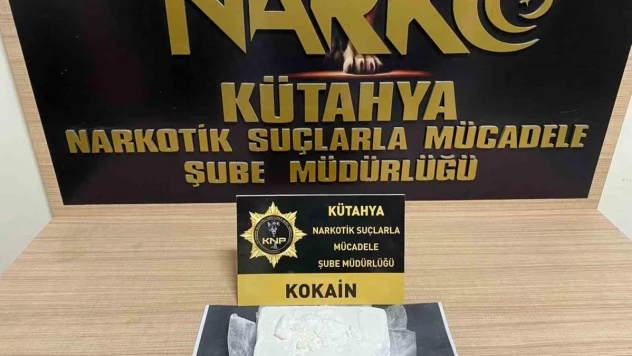 NARKO
KÜTAHYA
NARKOTİK SUÇLARLA MÜCADELE
ŞUBE MÜDÜRLÜĞÜ
KÜTAHYA
NARKOTİK SUÇLARLA
MÜCADELE
ŞUBE MÜDÜRLÜĞÜ
KNP
KOKAİN